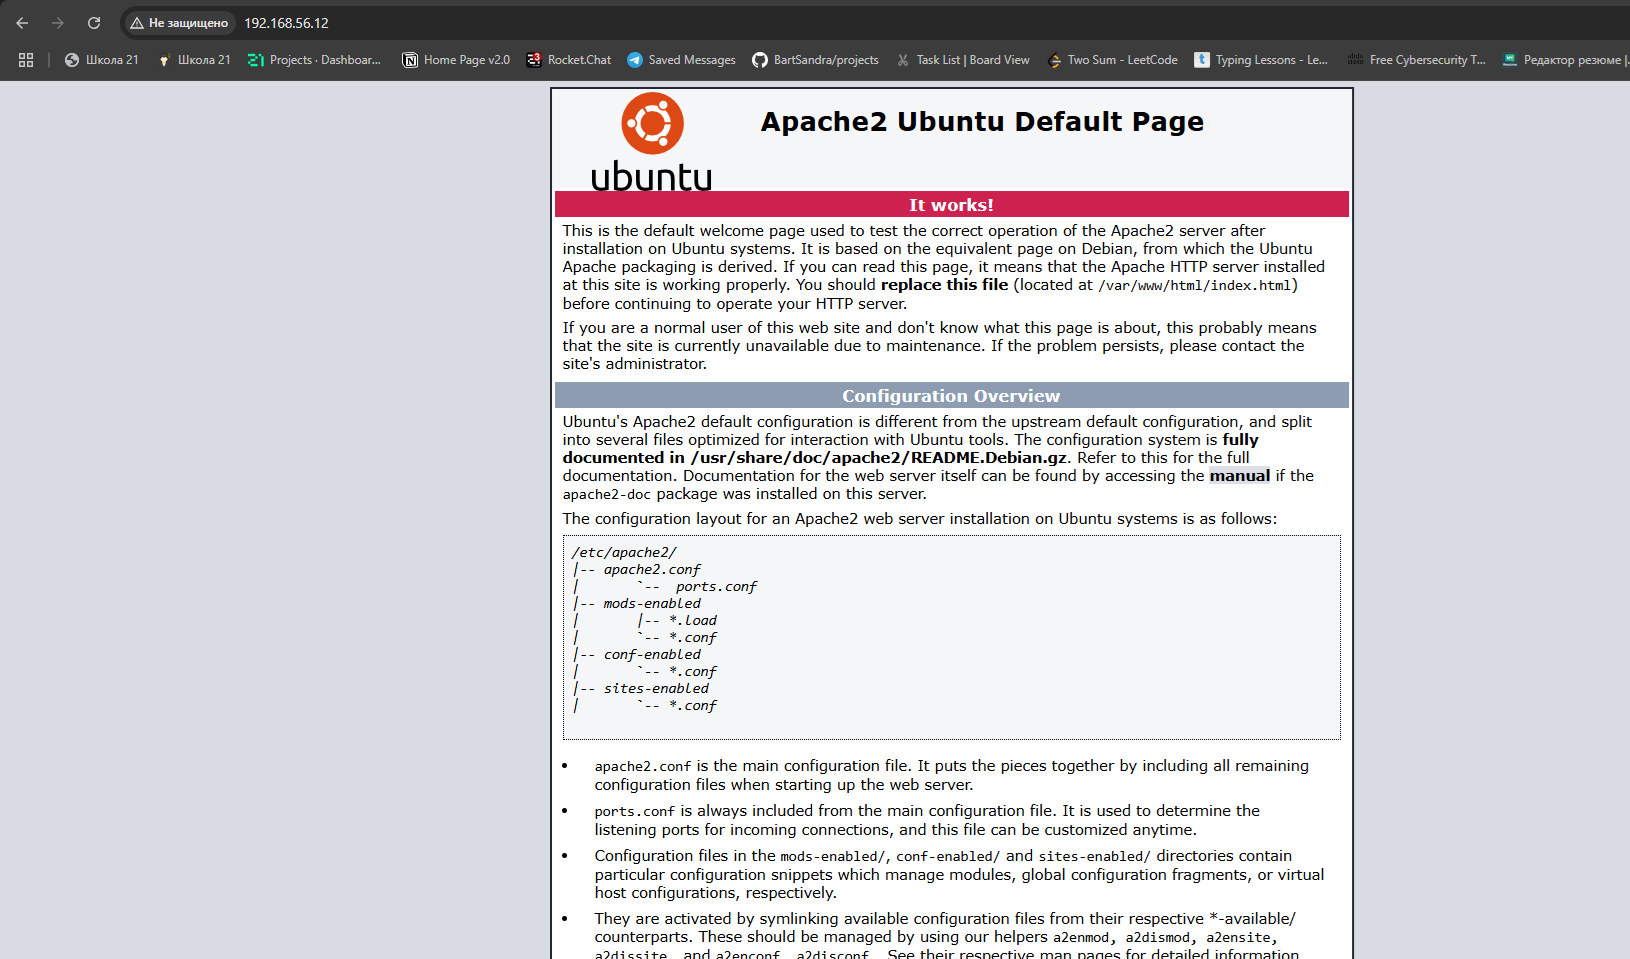 Не защищено 192.168.56.12
Школа 21 Школа 21 Projects · Dashboar... Home Page v2.0 Rocket.Chat Saved Messages BartSandra/projects Task List | Board View Two Sum - LeetCode Typing Lessons - Le... Free Cybersecurity T... Редактор резюме |.
ubuntu
Apache2 Ubuntu Default Page
It works!
This is the default welcome page used to test the correct operation of the Apache2 server after
installation on Ubuntu systems. It is based on the equivalent page on Debian, from which the Ubuntu
Apache packaging is derived. If you can read this page, it means that the Apache HTTP server installed
at this site is working properly. You should replace this file (located at /var/www/html/index.html)
before continuing to operate your HTTP server.
If you are a normal user of this web site and don't know what this page is about, this probably means
that the site is currently unavailable due to maintenance. If the problem persists, please contact the
site's administrator.
Configuration Overview
Ubuntu's Apache2 default configuration is different from the upstream default configuration, and split
into several files optimized for interaction with Ubuntu tools. The configuration system is fully
documented in /usr/share/doc/apache2/README.Debian.gz. Refer to this for the full
documentation. Documentation for the web server itself can be found by accessing the manual if the
apache2-doc package was installed on this server.
The configuration layout for an Apache2 web server installation on Ubuntu systems is as follows:
/etc/apache2/
|-- apache2.conf
|       `--  ports.conf
|-- mods-enabled
|       |-- *.load
|       `-- *.conf
|-- conf-enabled
|       `-- *.conf
|-- sites-enabled
|       `-- *.conf
• apache2.conf is the main configuration file. It puts the pieces together by including all remaining
configuration files when starting up the web server.
• ports.conf is always included from the main configuration file. It is used to determine the
listening ports for incoming connections, and this file can be customized anytime.
• Configuration files in the mods-enabled/, conf-enabled/ and sites-enabled/ directories contain
particular configuration snippets which manage modules, global configuration fragments, or virtual
host configurations, respectively.
• They are activated by symlinking available configuration files from their respective *-available/
counterparts. These should be managed by using our helpers a2enmod, a2dismod, a2ensite,
a2dissite, and a2enconf, a2disconf . See their respective man pages for detailed information.